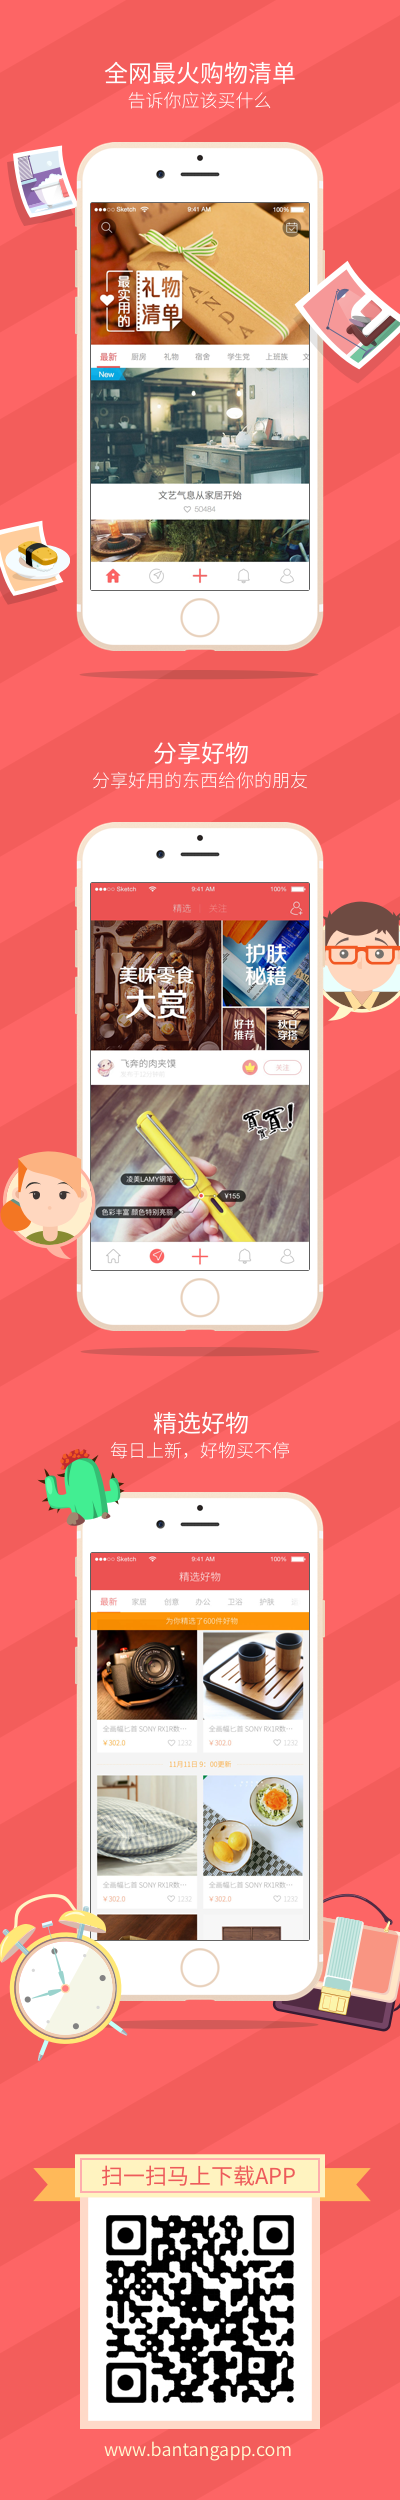 全网最火购物清单
告诉你应该买什么
Sketch
9:41 AM
100%
最实用的
礼物
清单
最新 厨房 礼物 宿舍 学生党 上班族 文
New
文艺气息从家居开始
50484
分享好物
分享好用的东西给你的朋友
Sketch
9:41 AM
100%
精选 | 关注
美味零食
大赏
护肤
秘籍
好书
推荐
秋日
穿搭
飞奔的肉夹馍
关注
買買!
凌美LAMY钢笔
¥155
色彩丰富 颜色特别亮丽
精选好物
每日上新，好物买不停
Sketch
9:41 AM
100%
精选好物
最新 家居 创意 办公 卫浴 护肤
为你精选了600件好物
全画幅匕首 SONY RX1R数···
¥302.0
1232
全画幅匕首 SONY RX1R数···
¥302.0
1232
11月11日 9：00更新
全画幅匕首 SONY RX1R数···
¥302.0
1232
全画幅匕首 SONY RX1R数···
¥302.0
1232
扫一扫马上下载APP
www.bantangapp.com